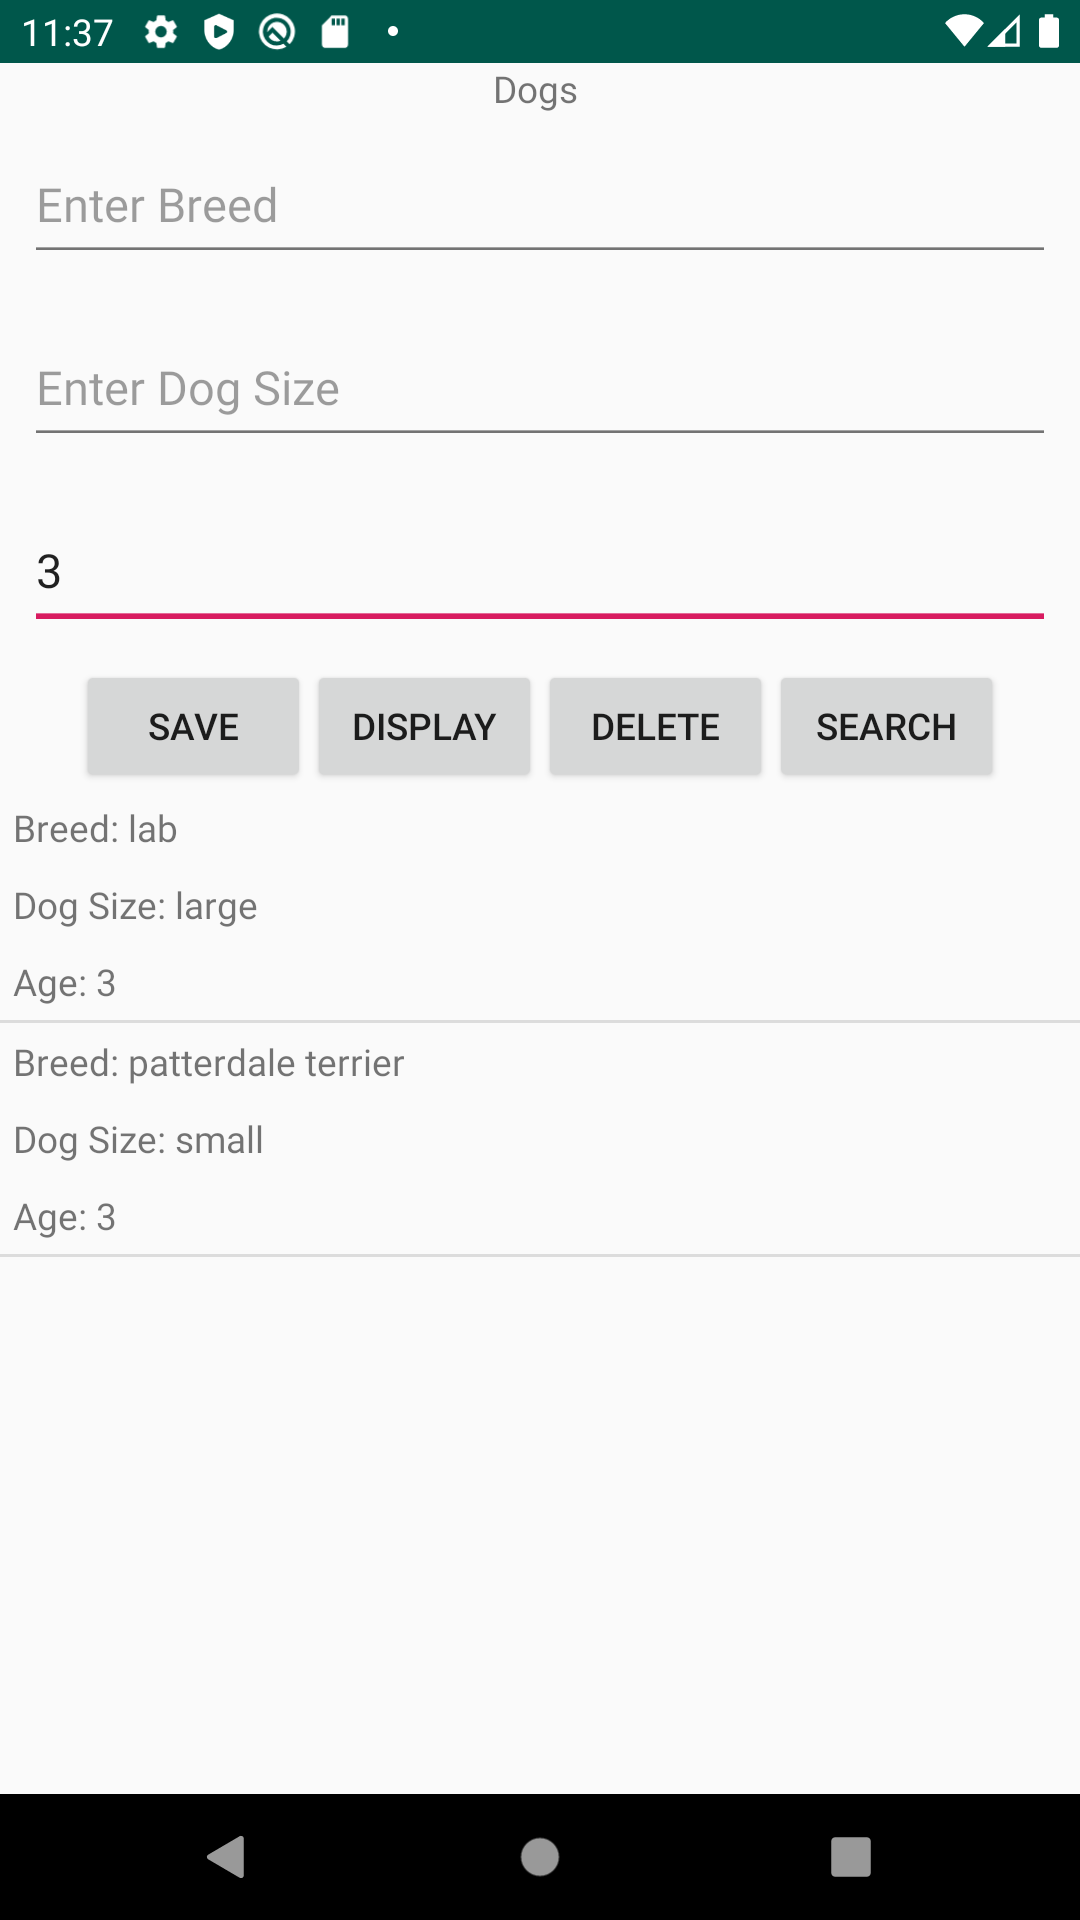 11:37
Dogs
Enter Breed
Enter Dog Size
3
SAVE DISPLAY DELETE SEARCH
Breed: lab
Dog Size: large
Age: 3
Breed: patterdale terrier
Dog Size: small
Age: 3